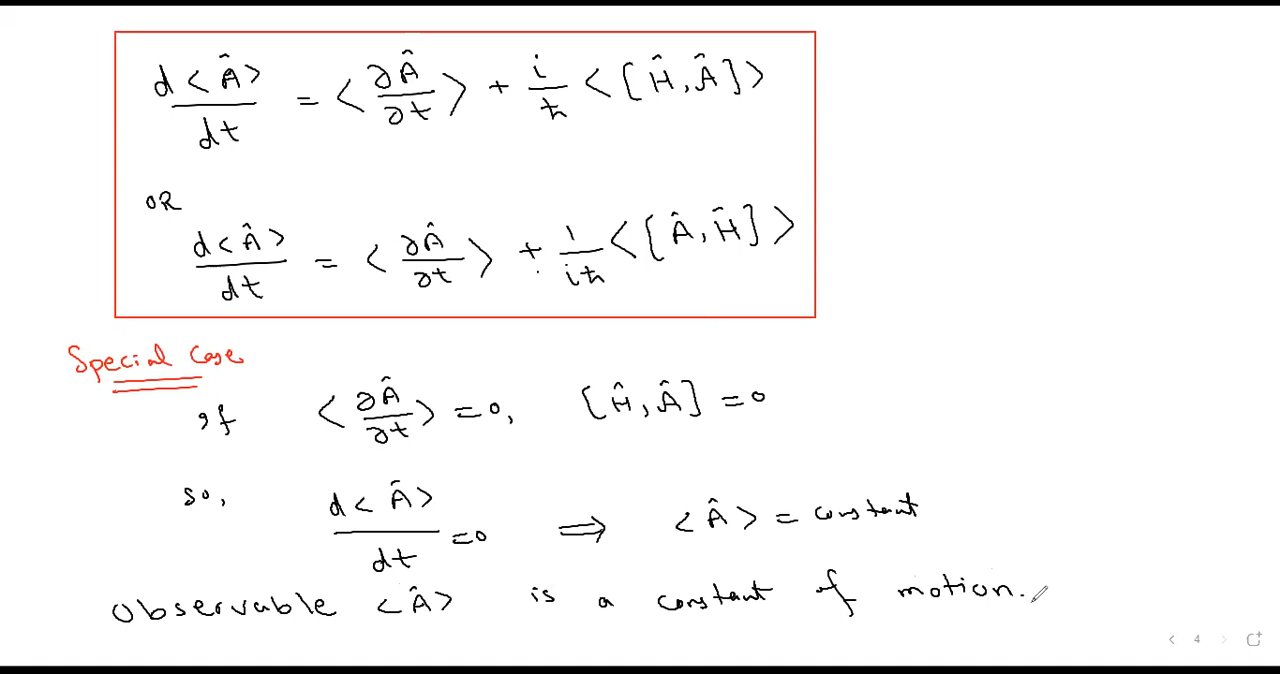 d<Â>/dt = <∂Â/∂t> + i/ħ <[Ĥ, Â]>
OR
d<Â>/dt = <∂Â/∂t> + 1/iħ <[Â, Ĥ]>
Special Case
if <∂Â/∂t> = 0, [Ĥ, Â] = 0
so, d<Â>/dt = 0 ⟹ <Â> = constant
Observable <Â> is a constant of motion.
< 4 >